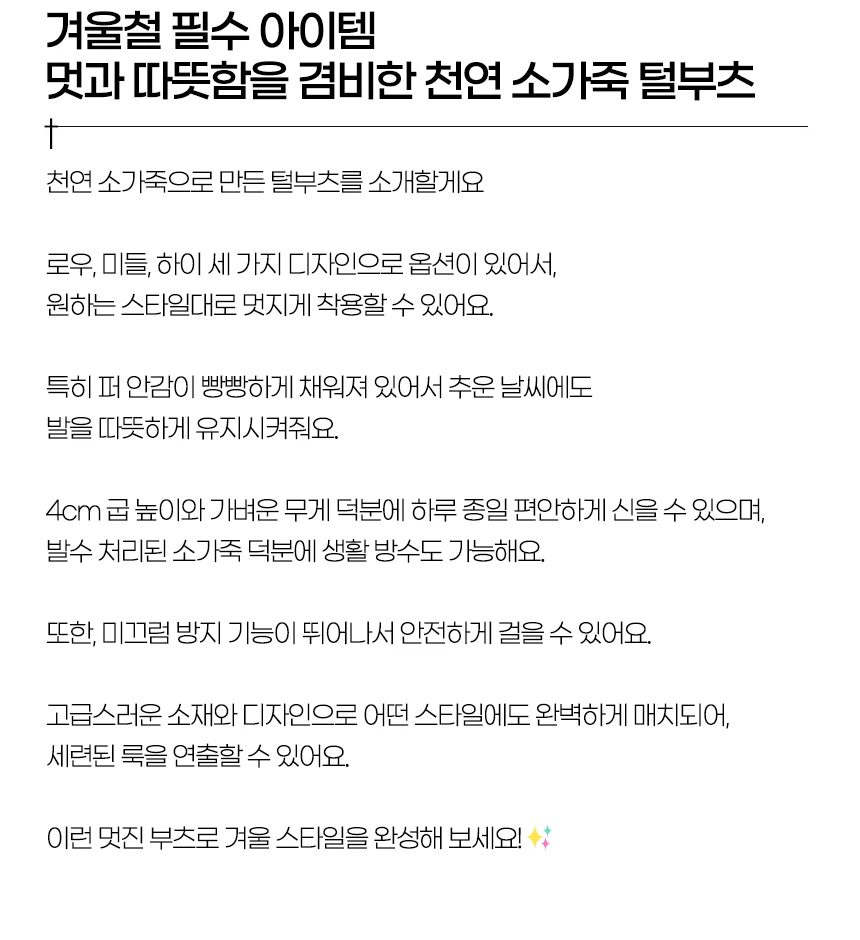 겨울철 필수 아이템
멋과 따뜻함을 겸비한 천연 소가죽 털부츠
천연 소가죽으로 만든 털부츠를 소개할게요
로우, 미들, 하이 세 가지 디자인으로 옵션이 있어서,
원하는 스타일대로 멋지게 착용할 수 있어요.
특히 퍼 안감이 빵빵하게 채워져 있어서 추운 날씨에도
발을 따뜻하게 유지시켜줘요.
4cm 굽 높이와 가벼운 무게 덕분에 하루 종일 편안하게 신을 수 있으며,
발수 처리된 소가죽 덕분에 생활 방수도 가능해요.
또한, 미끄럼 방지 기능이 뛰어나서 안전하게 걸을 수 있어요.
고급스러운 소재와 디자인으로 어떤 스타일에도 완벽하게 매치되어,
세련된 룩을 연출할 수 있어요.
이런 멋진 부츠로 겨울 스타일을 완성해 보세요!✨